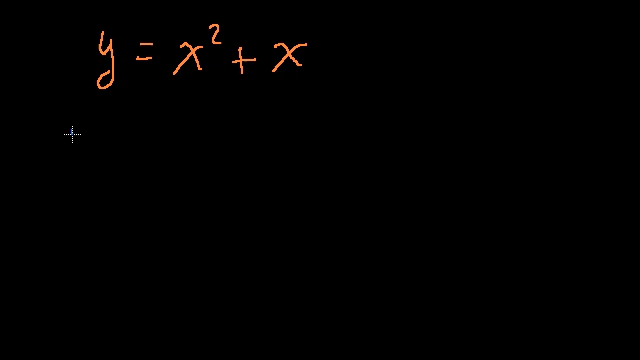 y = x² + x